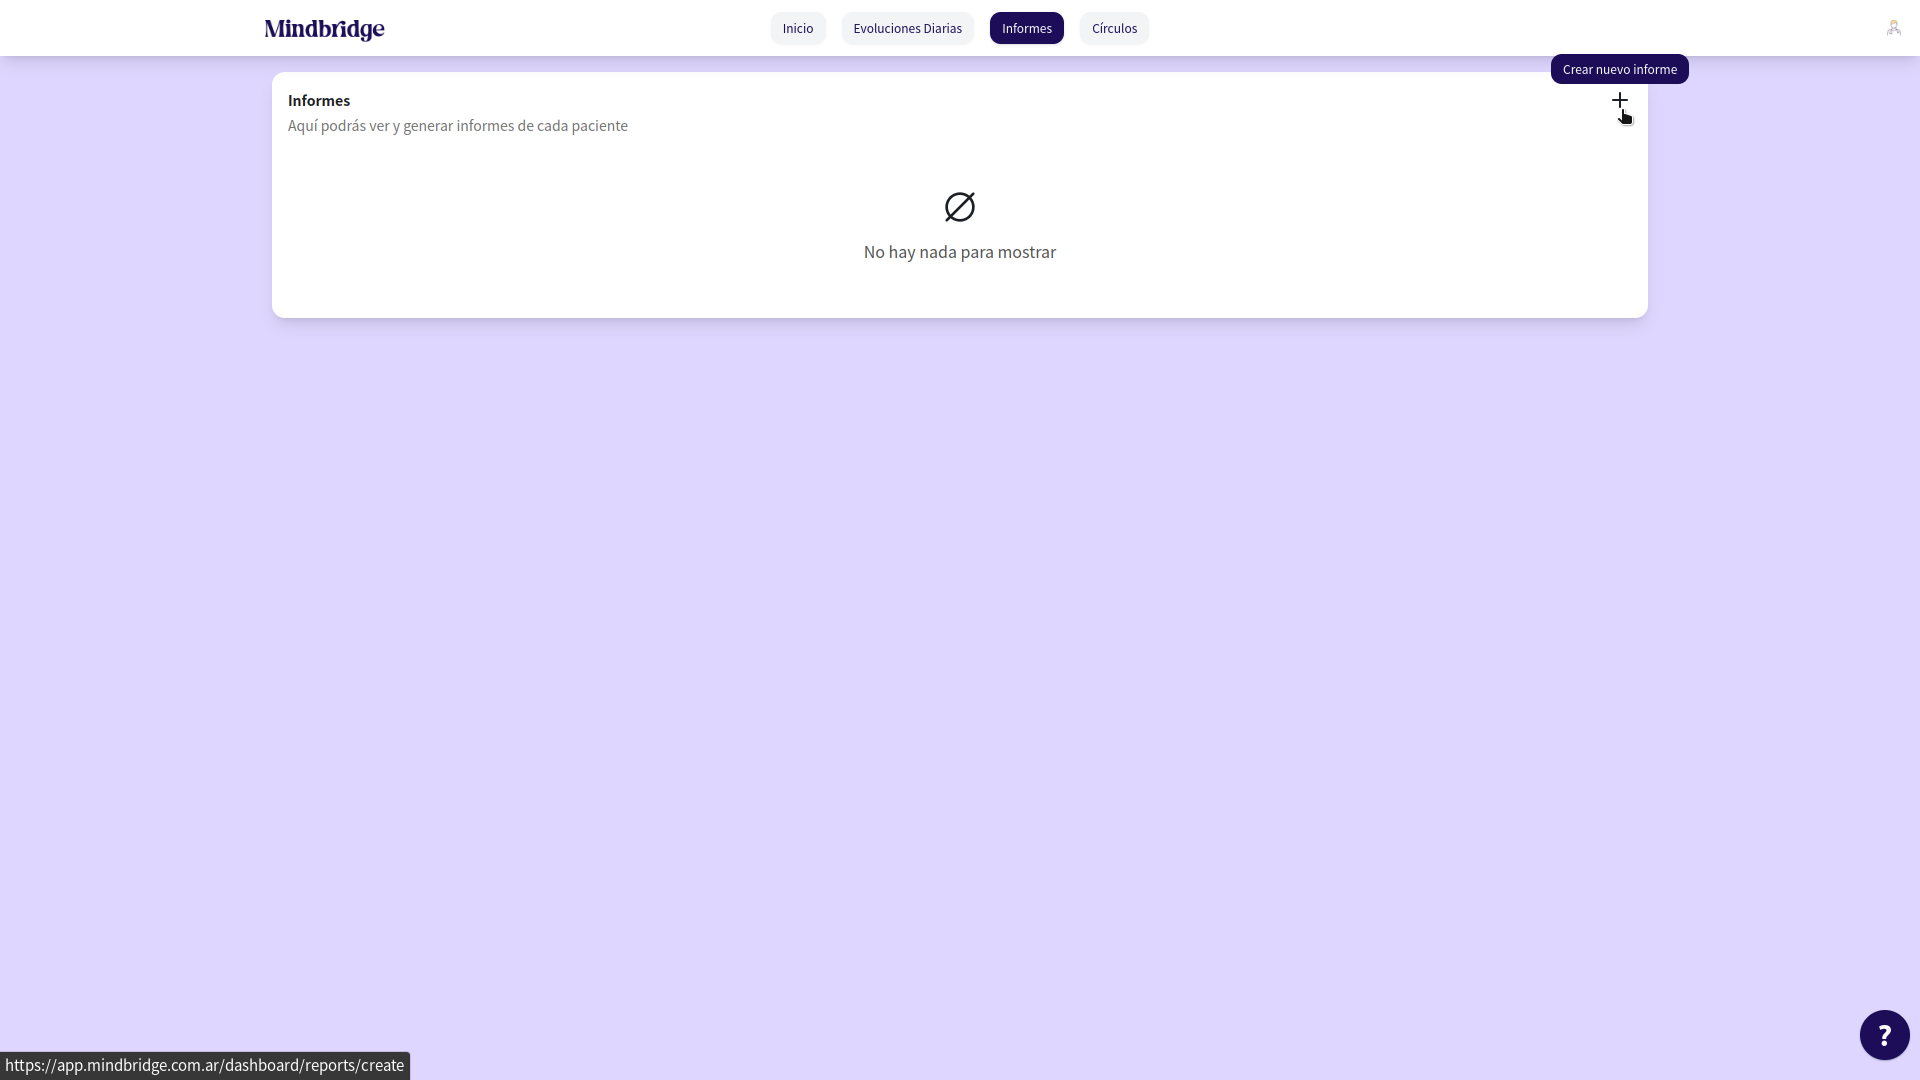 Mindbridge
Inicio
Evoluciones Diarias
Informes
Círculos
Crear nuevo informe
Informes
Aquí podrás ver y generar informes de cada paciente
No hay nada para mostrar
?
https://app.mindbridge.com.ar/dashboard/reports/create